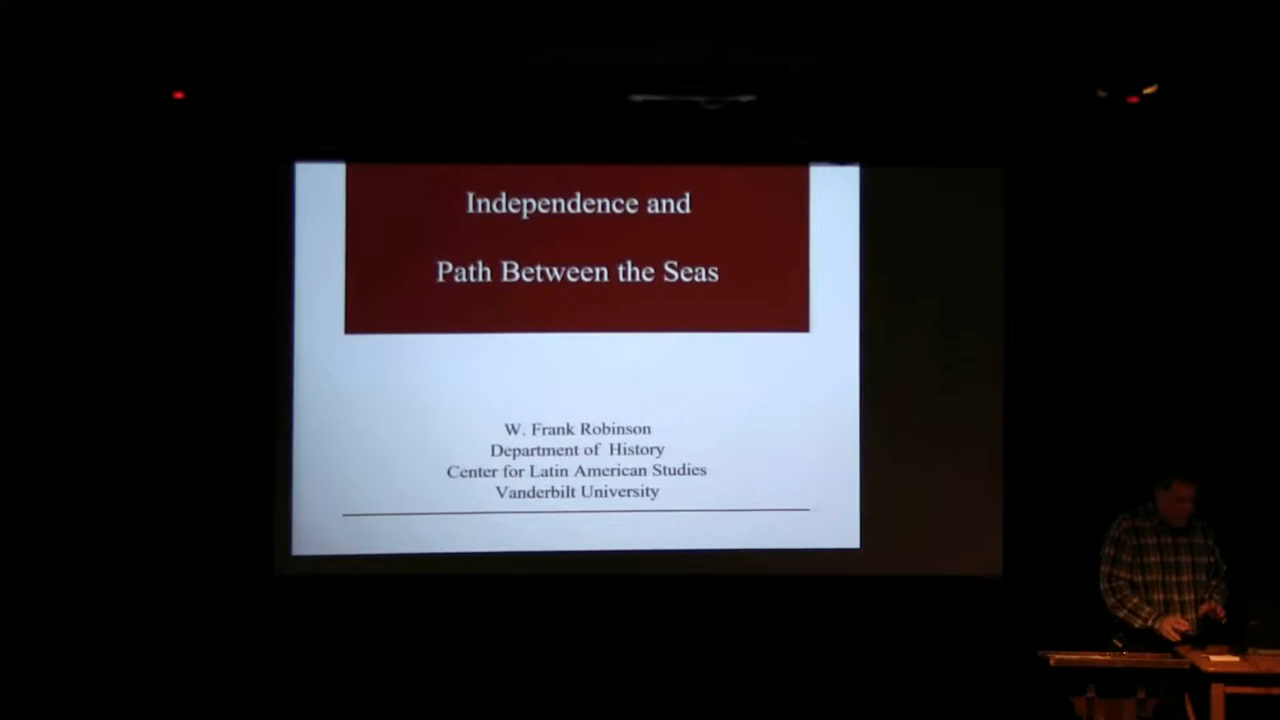 Independence and
Path Between the Seas
W. Frank Robinson
Department of History
Center for Latin American Studies
Vanderbilt University